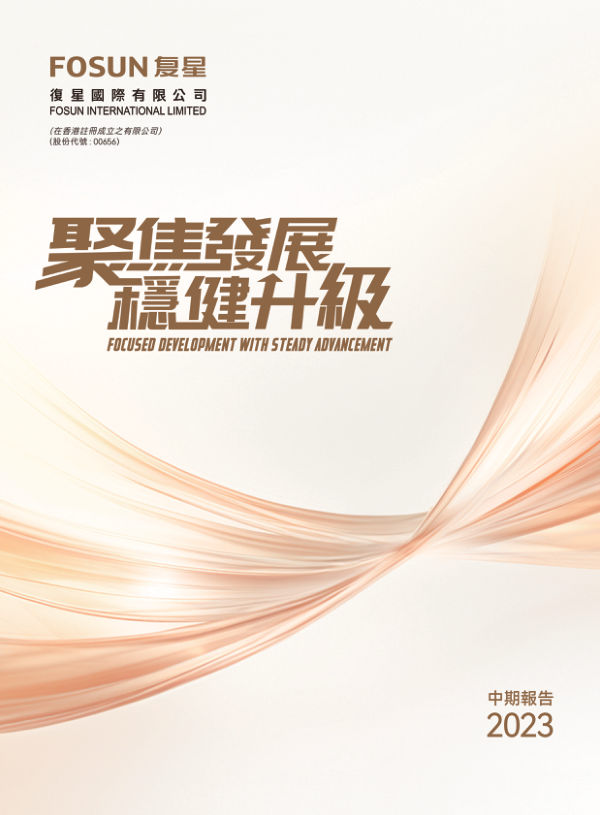 FOSUN 复星
復星國際有限公司
FOSUN INTERNATIONAL LIMITED
(在香港註冊成立之有限公司)
(股份代號 : 00656)
聚焦發展
穩健升級
FOCUSED DEVELOPMENT WITH STEADY ADVANCEMENT
中期報告
2023